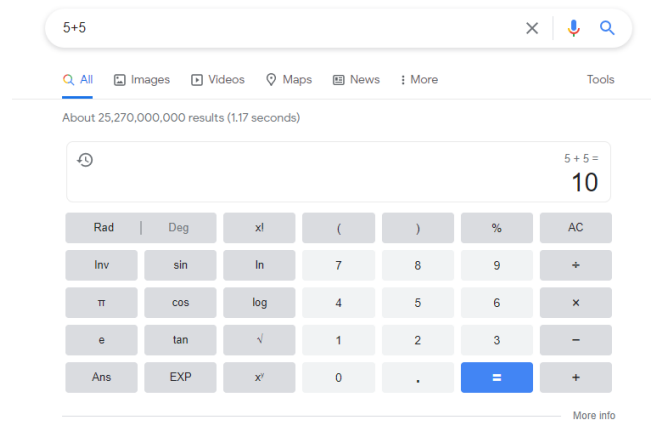 5+5
All Images Videos Maps News More Tools
About 25,270,000,000 results (1.17 seconds)
5 + 5 =
10
Rad | Deg x! ( ) % AC
Inv sin ln 7 8 9 ÷
π cos log 4 5 6 ×
e tan √ 1 2 3 −
Ans EXP xʸ 0 . = +
More info